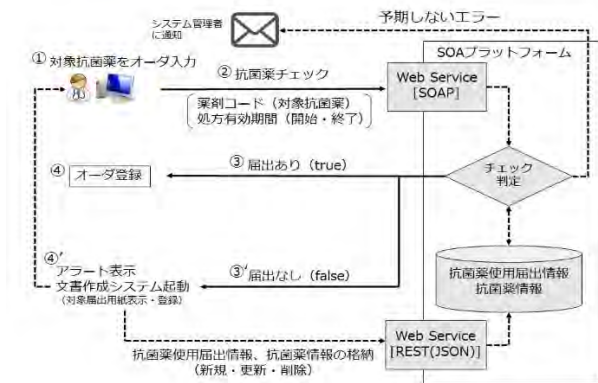 予期しないエラー
システム管理者
に通知
SOAプラットフォーム
① 対象抗菌薬をオーダ入力
② 抗菌薬チェック
薬剤コード（対象抗菌薬）
処方有効期間（開始・終了）
Web Service
[SOAP]
④ オーダ登録
③ 届出あり（true）
チェック
判定
④’
アラート表示
文書作成システム起動
（対象届出用紙表示・登録）
③’届出なし（false）
抗菌薬使用届出情報
抗菌薬情報
抗菌薬使用届出情報、抗菌薬情報の格納
（新規・更新・削除）
Web Service
[REST(JSON)]